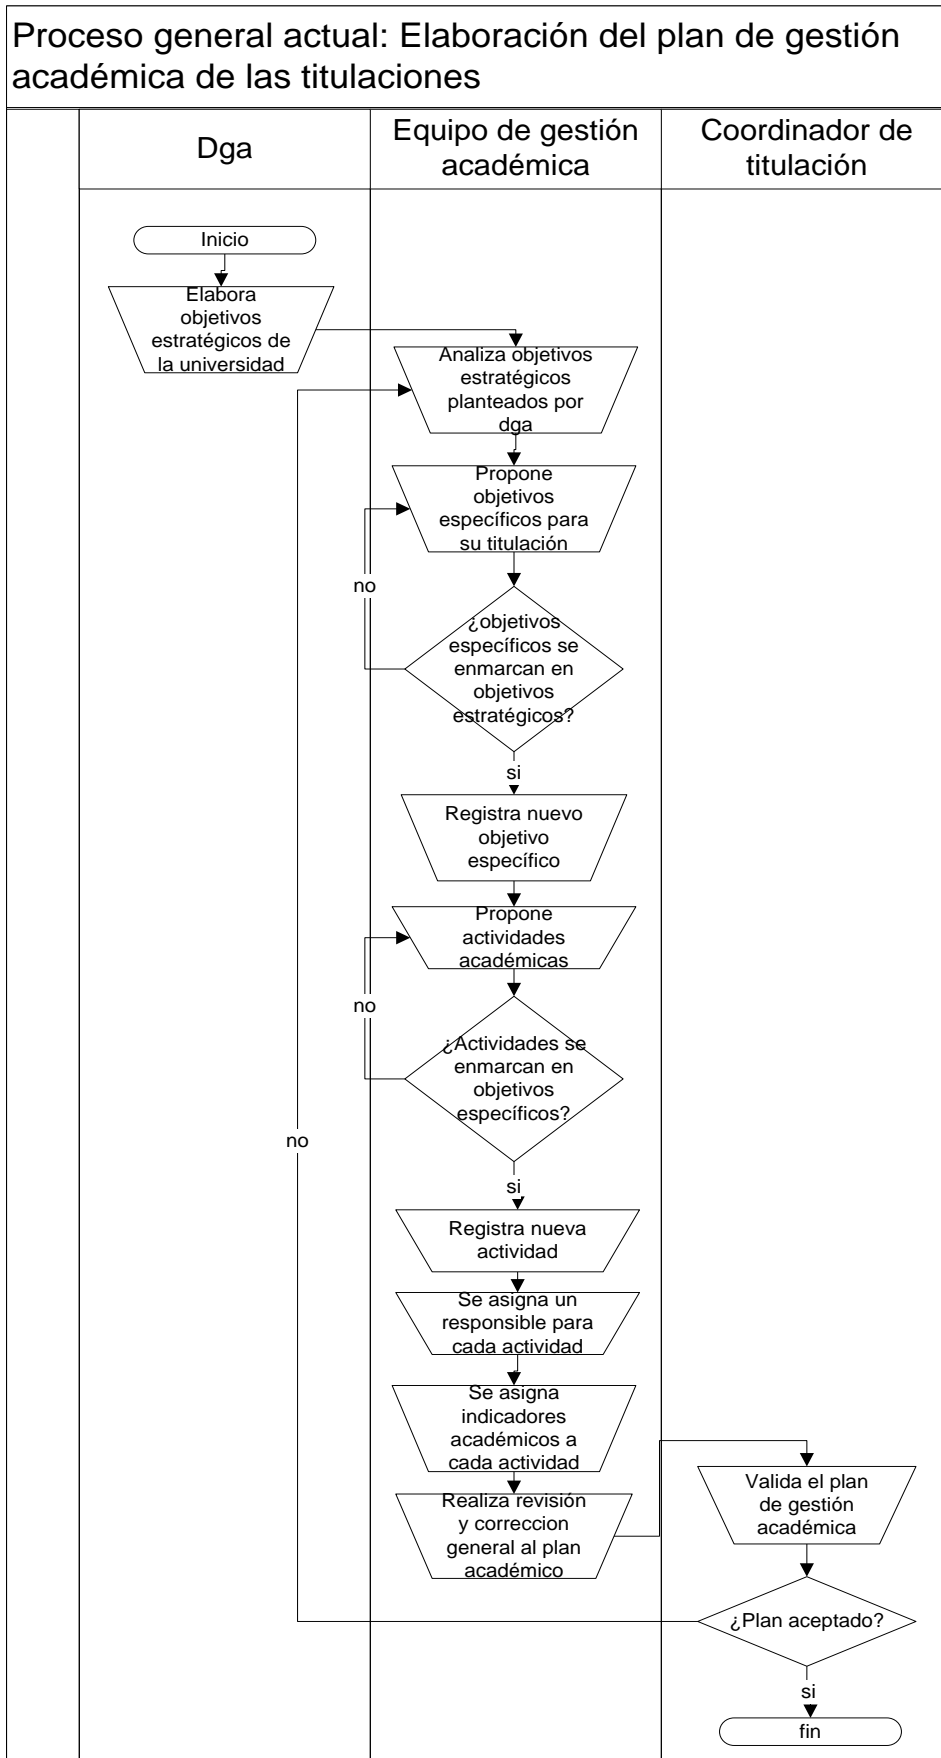 Proceso general actual: Elaboración del plan de gestión
académica de las titulaciones
Dga
Equipo de gestión
académica
Coordinador de
titulación
Inicio
Elabora
objetivos
estratégicos de
la universidad
Analiza objetivos
estratégicos
planteados por
dga
Propone
objetivos
específicos para
su titulación
no
¿objetivos
específicos se
enmarcan en
objetivos
estratégicos?
si
Registra nuevo
objetivo
específico
Propone
actividades
académicas
no
¿Actividades se
enmarcan en
objetivos
específicos?
no
si
Registra nueva
actividad
Se asigna un
responsible para
cada actividad
Se asigna
indicadores
académicos a
cada actividad
Realiza revisión
y correccion
general al plan
académico
Valida el plan
de gestión
académica
¿Plan aceptado?
si
fin